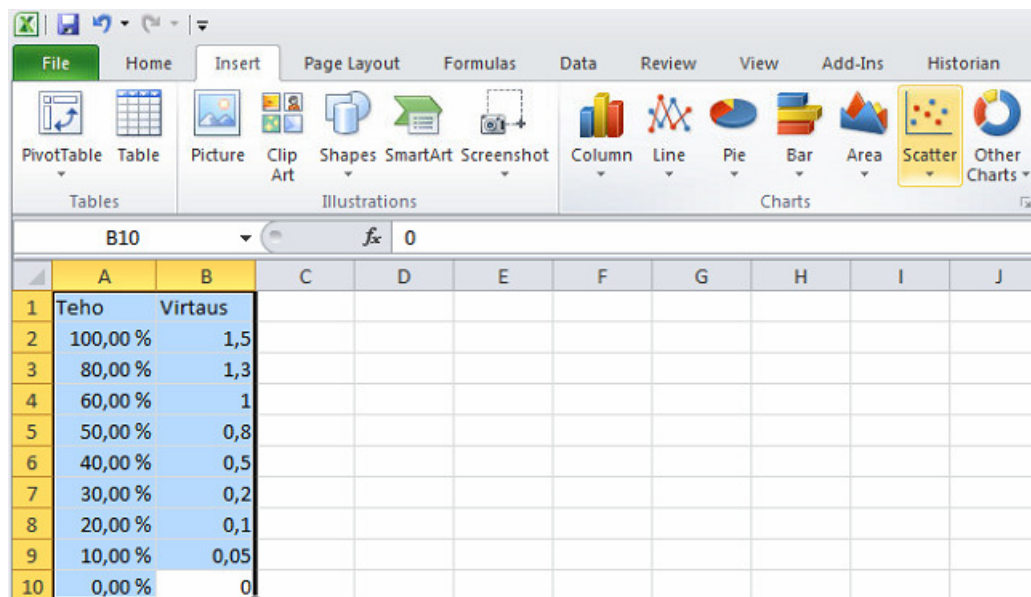 File Home Insert Page Layout Formulas Data Review View Add-Ins Historian
PivotTable Table Picture Clip Art Shapes SmartArt Screenshot Column Line Pie Bar Area Scatter Other Charts
Tables Illustrations Charts
B10 fx 0
A B C D E F G H I J
1 Teho Virtaus
2 100,00 % 1,5
3 80,00 % 1,3
4 60,00 % 1
5 50,00 % 0,8
6 40,00 % 0,5
7 30,00 % 0,2
8 20,00 % 0,1
9 10,00 % 0,05
10 0,00 % 0